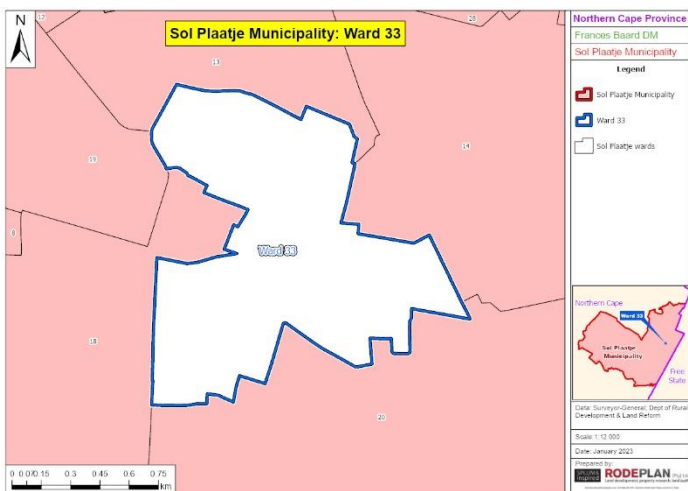 N
Sol Plaatje Municipality: Ward 33
12
13
28
14
19
8
Ward 33
18
20
0 0.07 0.15 0.3 0.45 0.6 0.75
km
Northern Cape Province
Frances Baard DM
Sol Plaatje Municipality
Legend
Sol Plaatje Municipality
Ward 33
Sol Plaatje wards
Northern Cape
Ward 33
Sol Plaatje
Municipality
Free
State
Data: Surveyor-General; Dept of Rural
Development & Land Reform
Scale: 1:12 000
Date: January 2023
Prepared by:
SPLUMA
Inspired
RODEPLAN